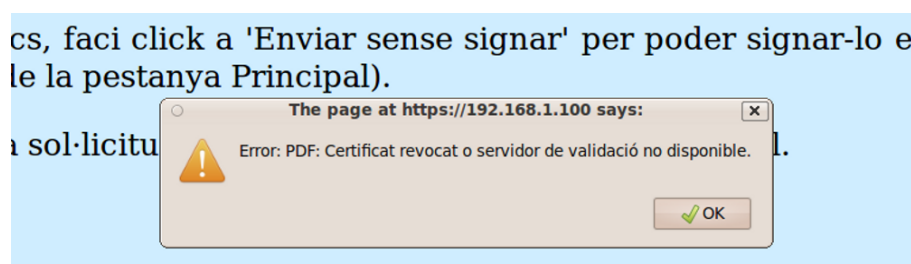 cs, faci click a 'Enviar sense signar' per poder signar-lo e
de la pestanya Principal).
The page at https://192.168.1.100 says:
a sol·licitu
l.
Error: PDF: Certificat revocat o servidor de validació no disponible.
OK